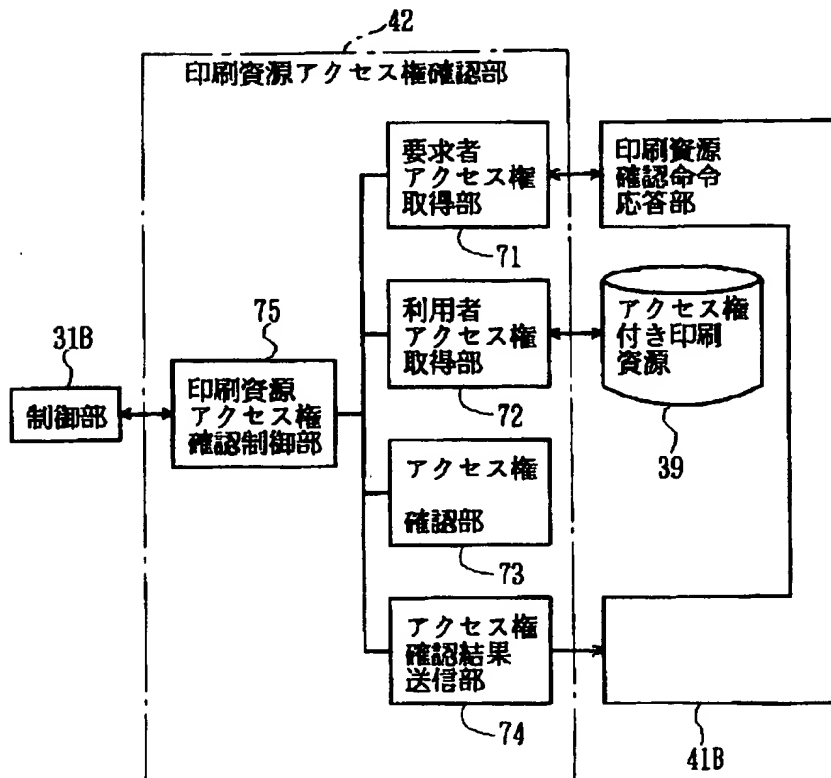 42
印刷資源アクセス権確認部
要求者
アクセス権
取得部
71
印刷資源
確認命令
応答部
利用者
アクセス権
取得部
72
アクセス権
付き印刷
資源
39
31B
制御部
75
印刷資源
アクセス権
確認制御部
アクセス権
確認部
73
アクセス権
確認結果
送信部
74
41B